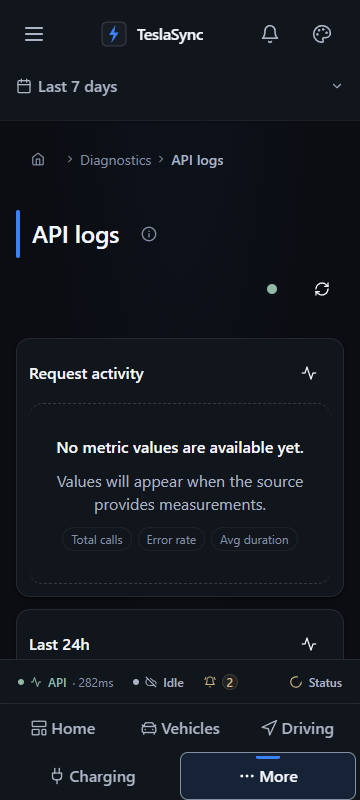 TeslaSync
Last 7 days
Diagnostics API logs
API logs
Request activity
No metric values are available yet.
Values will appear when the source
provides measurements.
Total calls Error rate Avg duration
Last 24h
API · 282ms Idle 2 Status
Home Vehicles Driving
Charging More